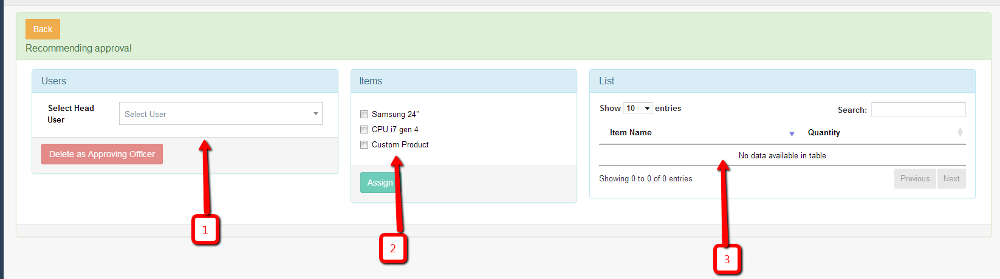 Back
Recommending approval
Users
Select Head
User
Select User
Delete as Approving Officer
1
Items
Samsung 24"
CPU i7 gen 4
Custom Product
Assign
2
List
Show 10 entries
Search:
Item Name Quantity
No data available in table
Showing 0 to 0 of 0 entries
Previous Next
3